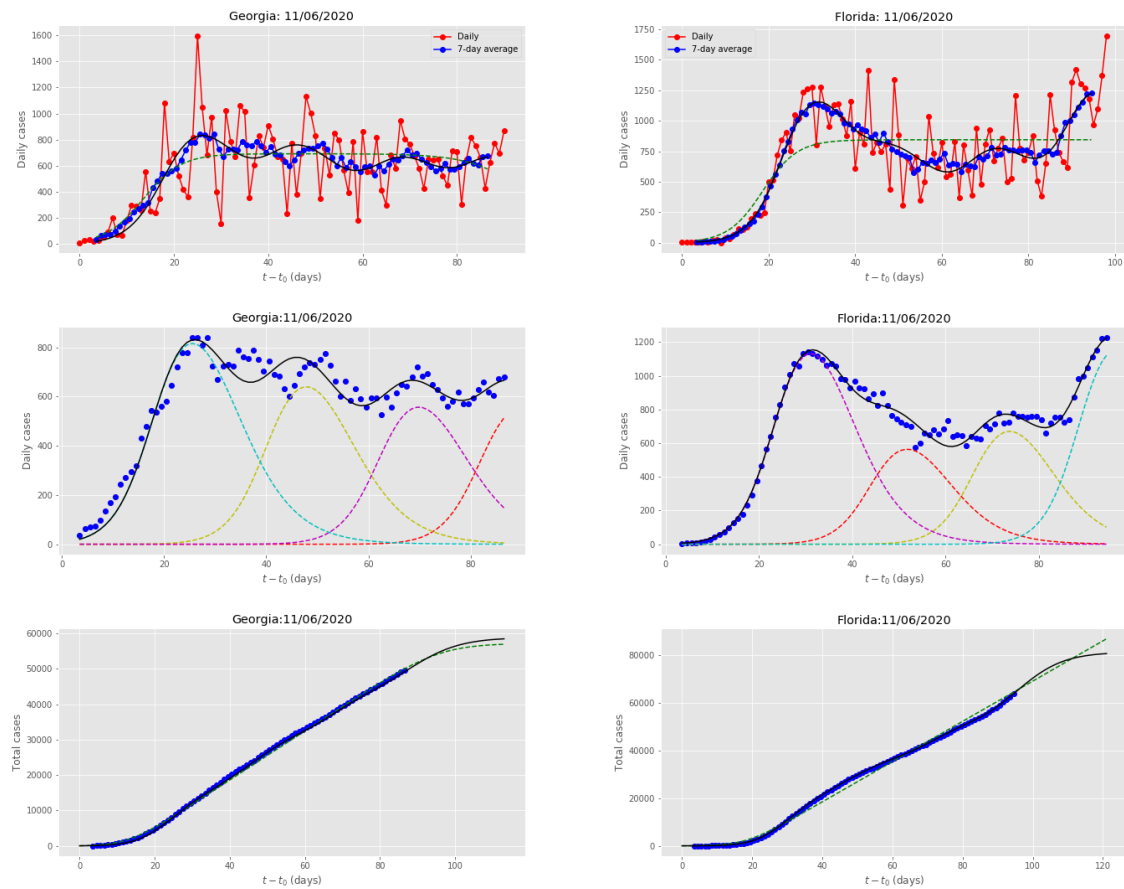 Georgia: 11/06/2020
Daily
7-day average
Daily cases
1600
1400
1200
1000
800
600
400
200
0
0 20 40 60 80
t − t0 (days)
Florida: 11/06/2020
Daily
7-day average
Daily cases
1750
1500
1250
1000
750
500
250
0
0 20 40 60 80 100
t − t0 (days)
Georgia:11/06/2020
Daily cases
800
600
400
200
0
0 20 40 60 80
t − t0 (days)
Florida:11/06/2020
Daily cases
1200
1000
800
600
400
200
0
0 20 40 60 80
t − t0 (days)
Georgia:11/06/2020
Total cases
60000
50000
40000
30000
20000
10000
0
0 20 40 60 80 100
t − t0 (days)
Florida:11/06/2020
Total cases
80000
60000
40000
20000
0
0 20 40 60 80 100 120
t − t0 (days)